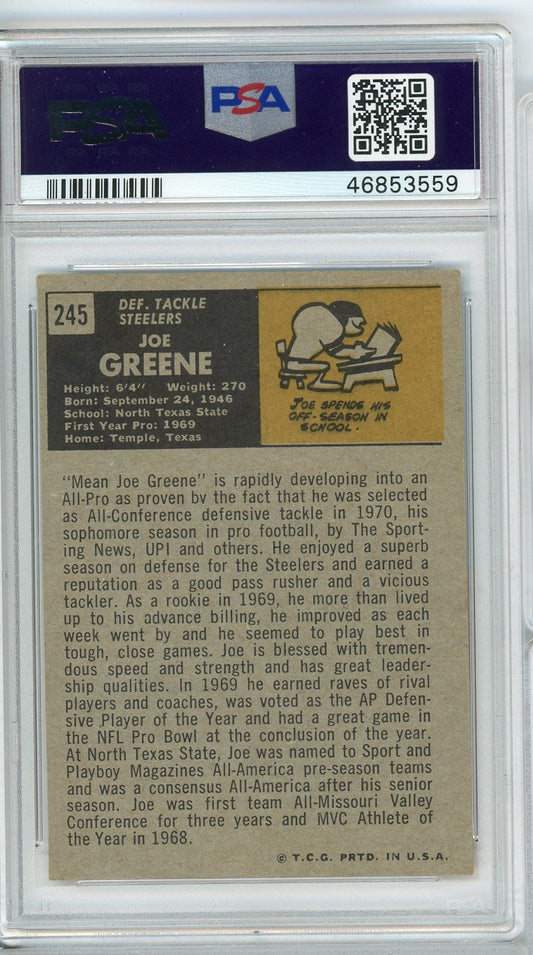 PSA
PSA
46853559
245
DEF. TACKLE
STEELERS
JOE
GREENE
Height: 6'4" Weight: 270
Born: September 24, 1946
School: North Texas State
First Year Pro: 1969
Home: Temple, Texas
JOE SPENDS HIS
OFF-SEASON IN
SCHOOL.
"Mean Joe Greene" is rapidly developing into an
All-Pro as proven by the fact that he was selected
as All-Conference defensive tackle in 1970, his
sophomore season in pro football, by The Sport-
ing News, UPI and others. He enjoyed a superb
season on defense for the Steelers and earned a
reputation as a good pass rusher and a vicious
tackler. As a rookie in 1969, he more than lived
up to his advance billing, he improved as each
week went by and he seemed to play best in
tough, close games. Joe is blessed with tremen-
dous speed and strength and has great leader-
ship qualities. In 1969 he earned raves of rival
players and coaches, was voted as the AP Defen-
sive Player of the Year and had a great game in
the NFL Pro Bowl at the conclusion of the year.
At North Texas State, Joe was named to Sport and
Playboy Magazines All-America pre-season teams
and was a consensus All-America after his senior
season. Joe was first team All-Missouri Valley
Conference for three years and MVC Athlete of
the Year in 1968.
© T.C.G. PRTD. IN U.S.A.